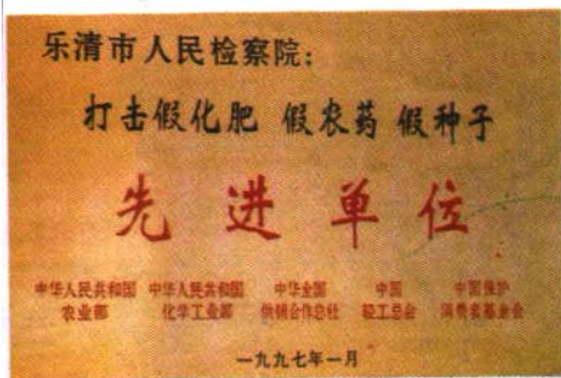 乐清市人民检察院：
打击假化肥 假农药 假种子
先进单位
中华人民共和国 中华人民共和国 中华全国 中国 中国保护
农业部 化学工业部 供销合作总社 轻工总会 消费者基金会
一九九七年一月